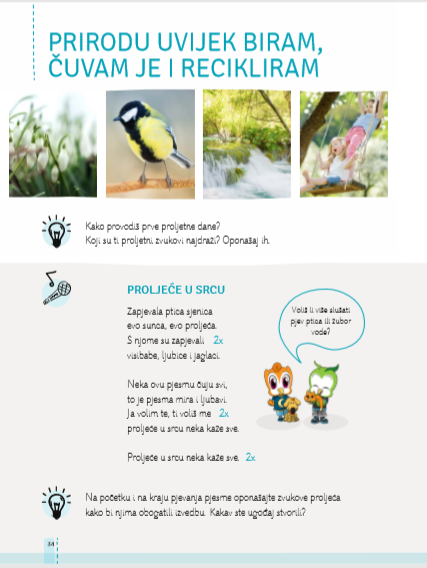 PRIRODU UVIJEK BIRAM,
ČUVAM JE I RECIKLIRAM
Kako provodiš prve proljetne dane?
Koji su ti proljetni zvukovi najdraži? Oponašaj ih.
PROLJEĆE U SRCU
Zapjevala ptica sjenica
evo sunca, evo proljeća.
S njome su zapjevali 2x
visibabe, ljubice i jaglaci.
Neka ovu pjesmu čuju svi,
to je pjesma mira i ljubavi.
Ja volim te, ti voliš me 2x
proljeće u srcu neka kaže sve.
Proljeće u srcu neka kaže sve. 2x
Voliš li više slušati
pjev ptica ili žubor
vode?
Na početku i na kraju pjevanja pjesme oponašajte zvukove proljeća
kako bi njima obogatili izvedbu. Kakav ste ugođaj stvorili?
34